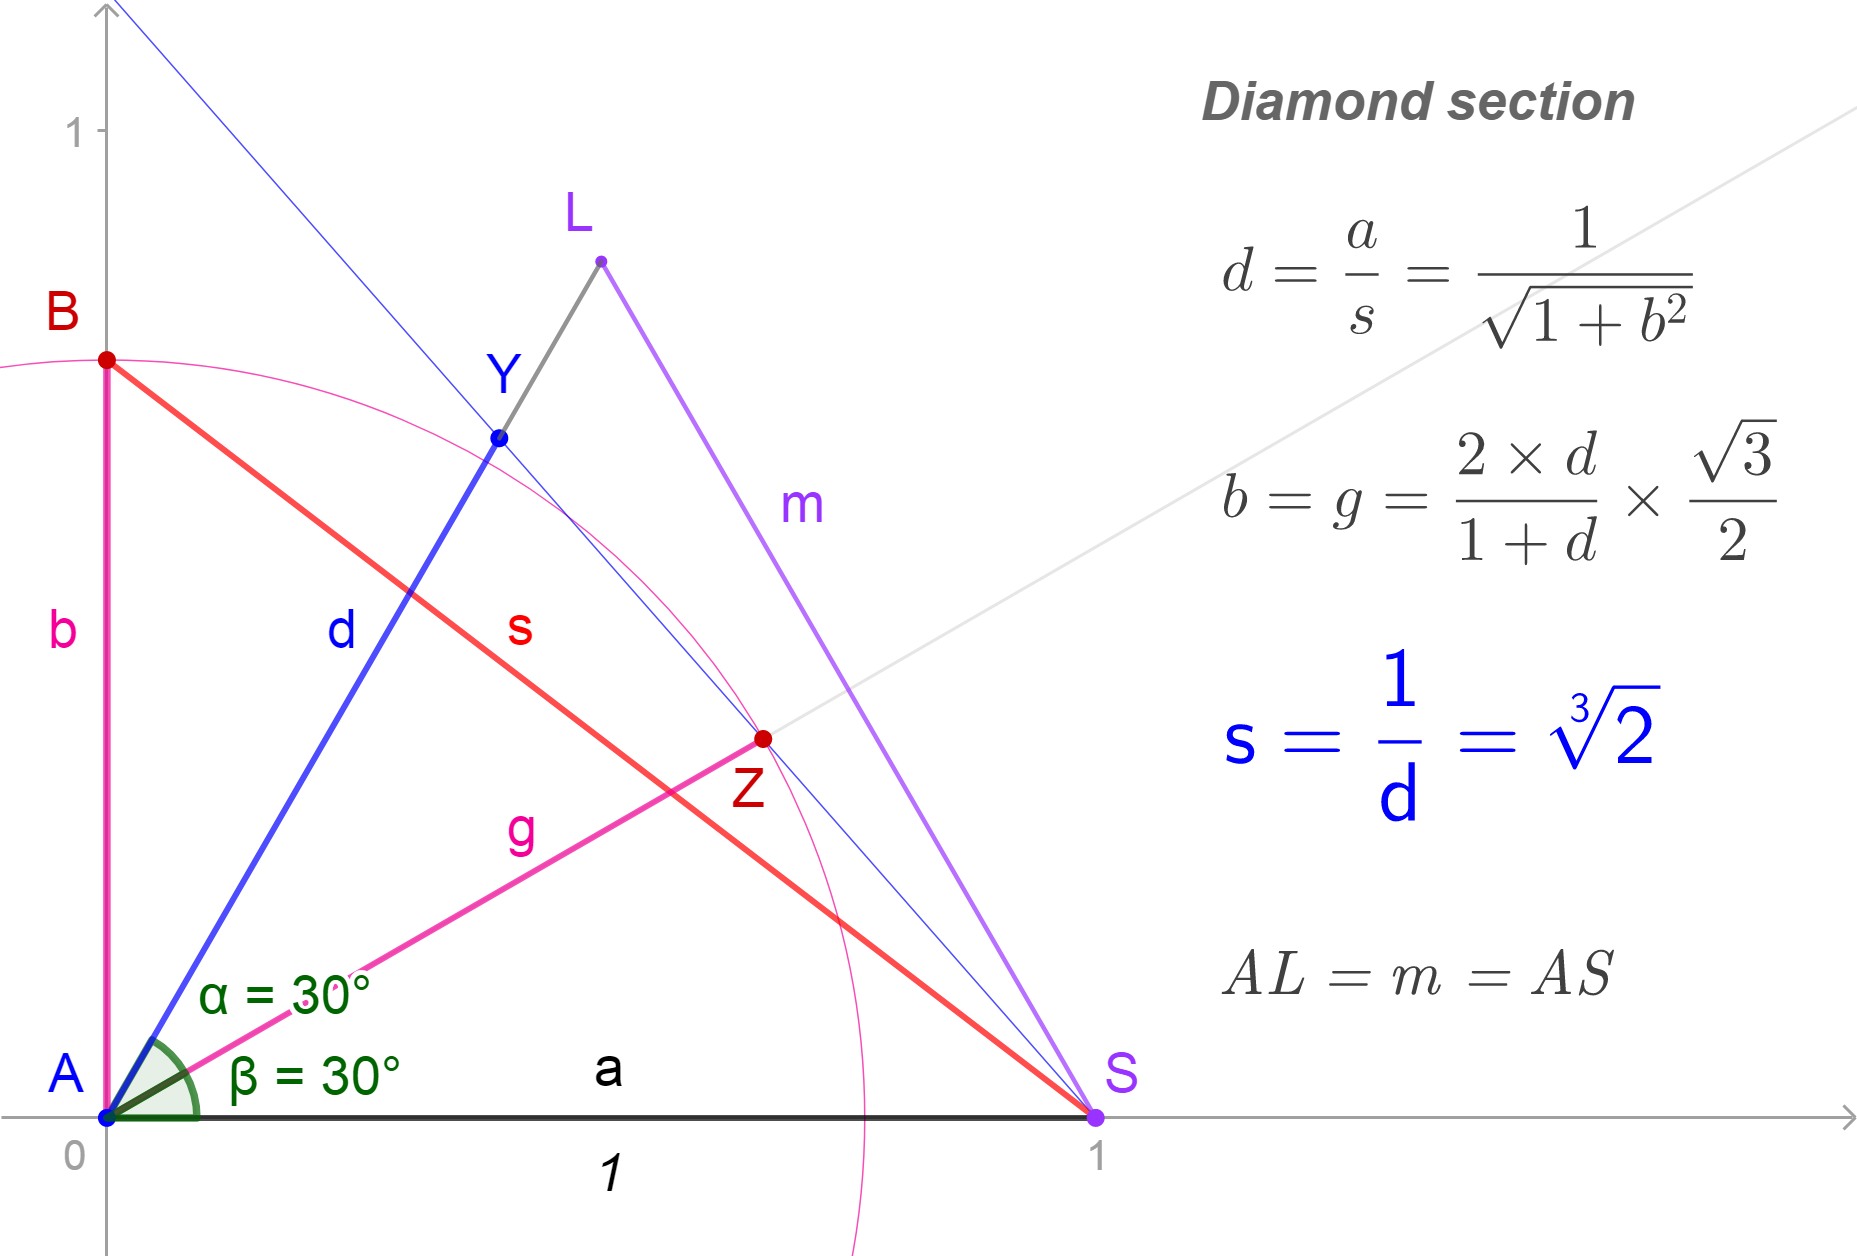 Diamond section
1
L
d = a/s = 1/√(1 + b²)
B
Y
b = g = (2 × d)/(1 + d) × √3/2
m
b
d
s
s = 1/d = ∛2
Z
g
AL = m = AS
α = 30°
β = 30°
A
a
S
0
1
1